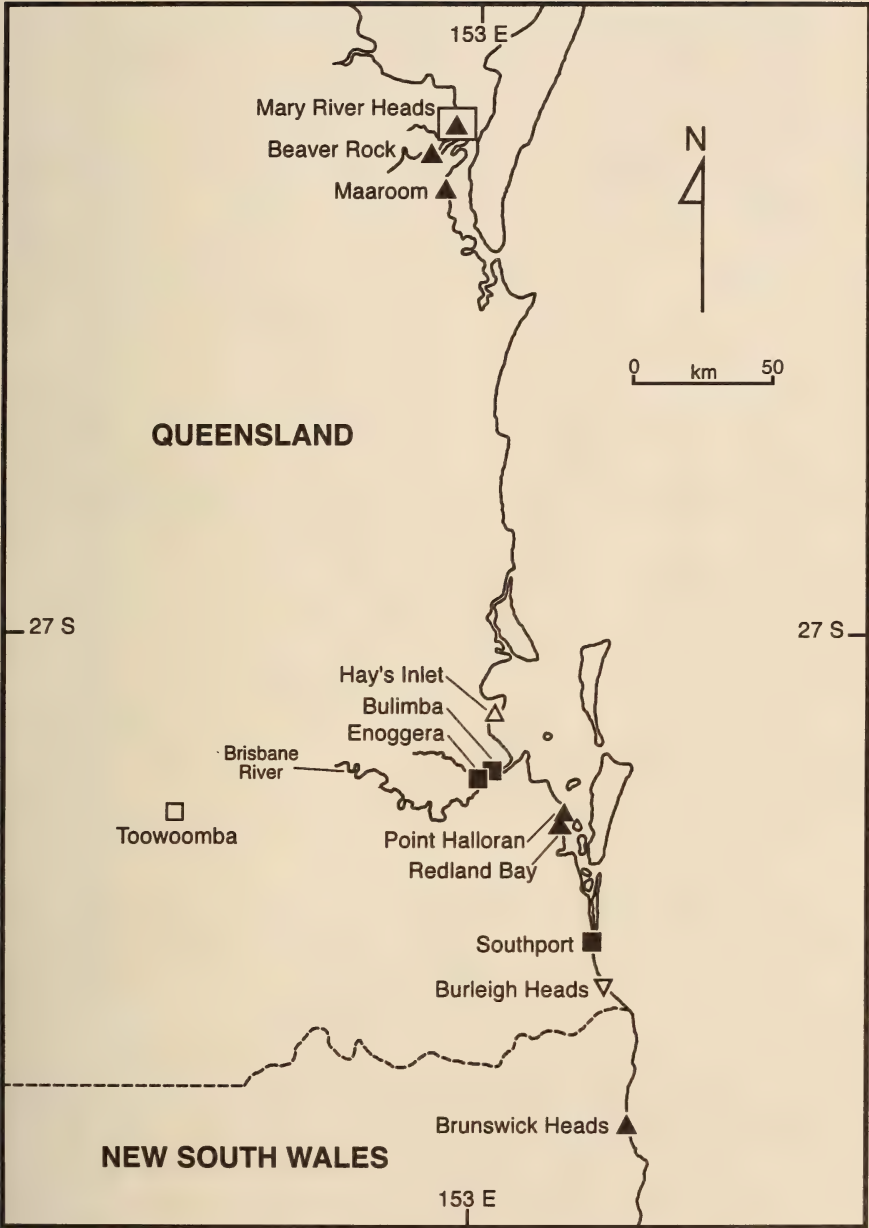 153 E
Mary River Heads
Beaver Rock
Maaroom
N
0 km 50
QUEENSLAND
27 S
27 S
Hay's Inlet
Bulimba
Enoggera
Brisbane
River
Toowoomba
Point Halloran
Redland Bay
Southport
Burleigh Heads
Brunswick Heads
NEW SOUTH WALES
153 E